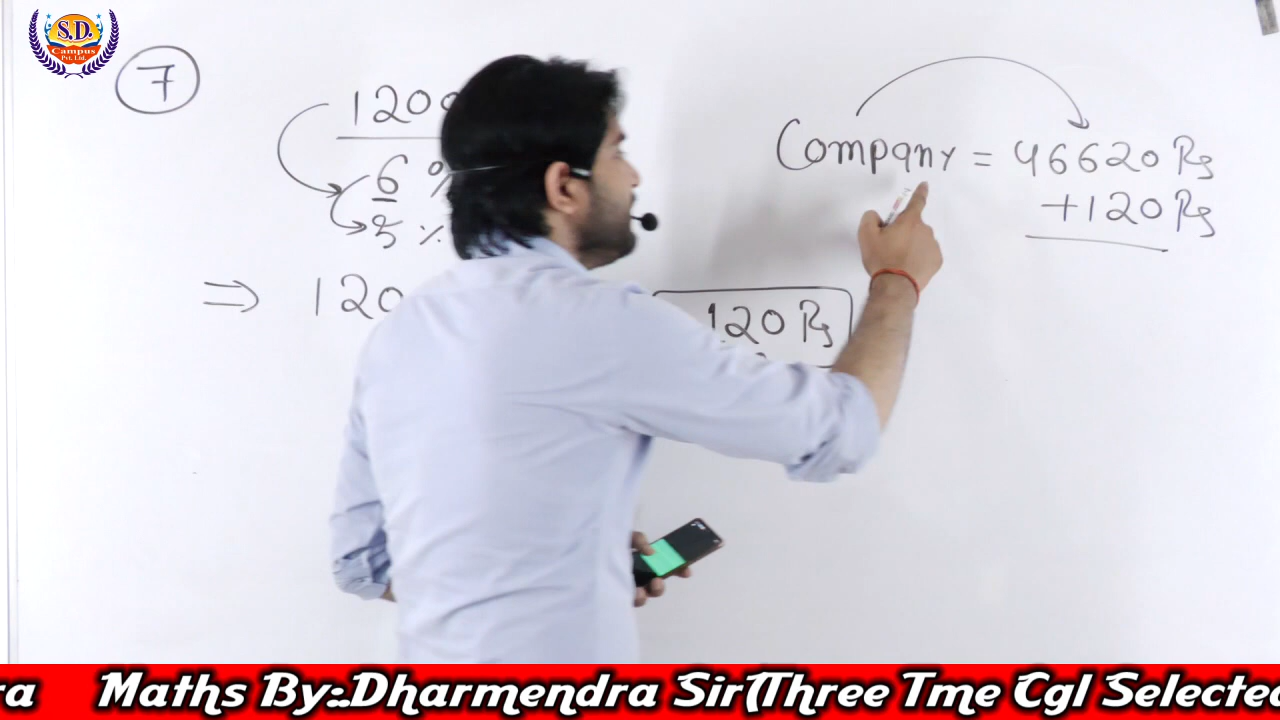 S.D.
Campus
Pvt. Ltd.
7
1200
6 %
5 %
⇒ 120
120 Rs
Company = 46620 Rs
+120 Rs
ra Maths By:-Dharmendra Sir(Three Tme Cgl Selected